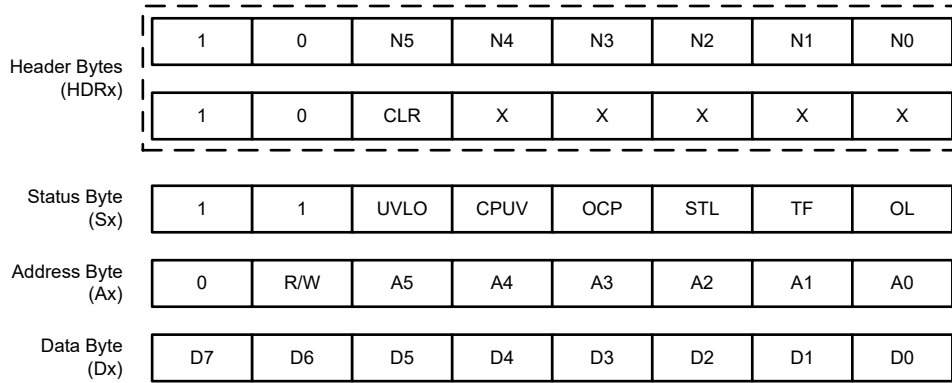 1 0 N5 N4 N3 N2 N1 N0
Header Bytes
(HDRx)
1 0 CLR X X X X X
Status Byte
(Sx)
1 1 UVLO CPUV OCP STL TF OL
Address Byte
(Ax)
0 R/W A5 A4 A3 A2 A1 A0
Data Byte
(Dx)
D7 D6 D5 D4 D3 D2 D1 D0